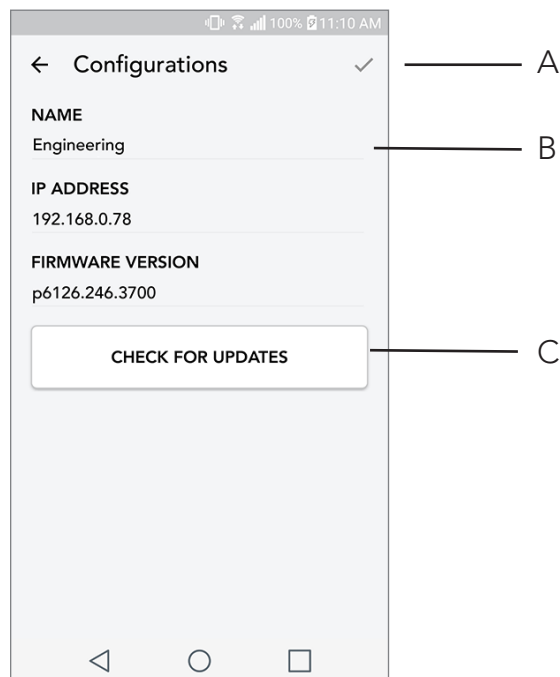 100% 11:10 AM
Configurations
A
NAME
Engineering
B
IP ADDRESS
192.168.0.78
FIRMWARE VERSION
p6126.246.3700
CHECK FOR UPDATES
C